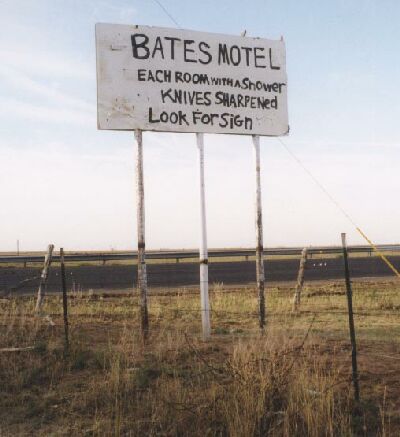 BATES MOTEL
EACH ROOM WITH A SHOWER
KNIVES SHARPENED
LOOK FOR SIGN